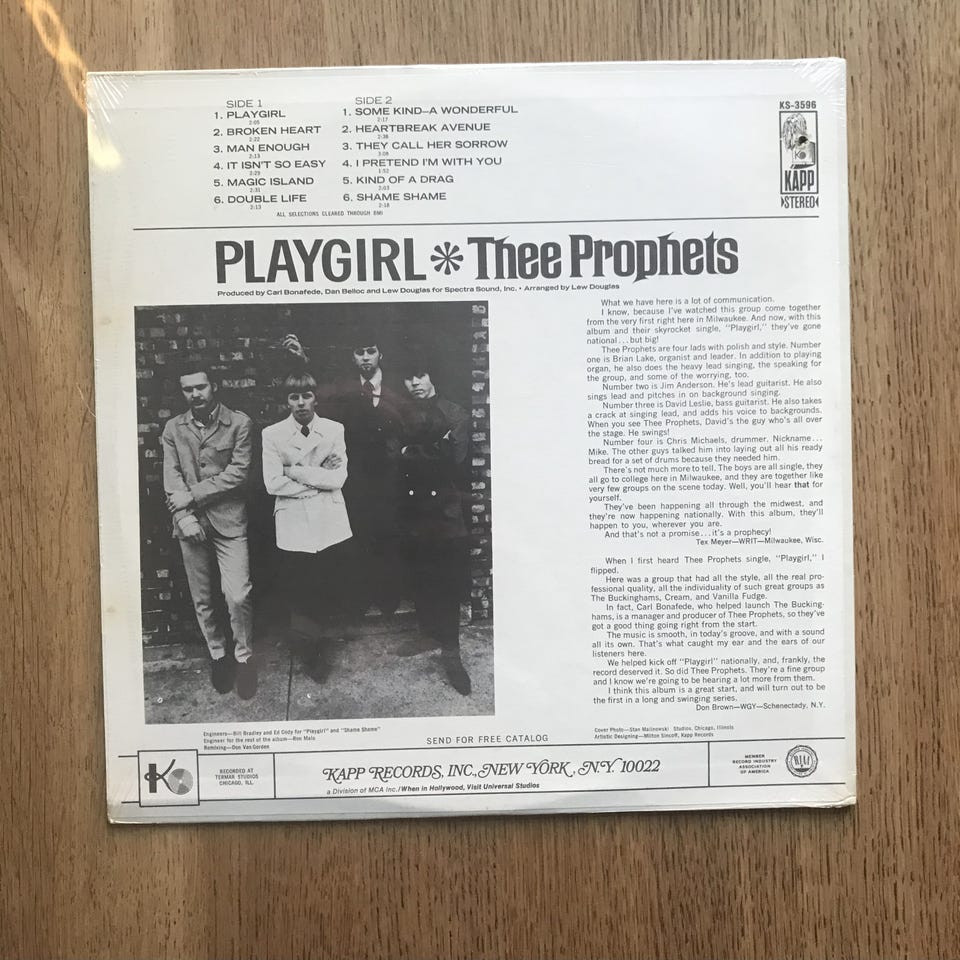 SIDE 1
1. PLAYGIRL
2:05
2. BROKEN HEART
2:22
3. MAN ENOUGH
2:13
4. IT ISN'T SO EASY
2:23
5. MAGIC ISLAND
2:31
6. DOUBLE LIFE
2:13
SIDE 2
1. SOME KIND—A WONDERFUL
2:17
2. HEARTBREAK AVENUE
2:38
3. THEY CALL HER SORROW
3:08
4. I PRETEND I'M WITH YOU
1:52
5. KIND OF A DRAG
2:03
6. SHAME SHAME
2:18
ALL SELECTIONS CLEARED THROUGH BMI
KS-3596
KAPP
STEREO
PLAYGIRL * Thee Prophets
Produced by Carl Bonafede, Dan Belloc and Lew Douglas for Spectra Sound, Inc. • Arranged by Lew Douglas
What we have here is a lot of communication.
I know, because I've watched this group come together
from the very first right here in Milwaukee. And now, with this
album and their skyrocket single, "Playgirl," they've gone
national...but big!
Thee Prophets are four lads with polish and style. Number
one is Brian Lake, organist and leader. In addition to playing
organ, he also does the heavy lead singing, the speaking for
the group, and some of the worrying, too.
Number two is Jim Anderson. He's lead guitarist. He also
sings lead and pitches in on background singing.
Number three is David Leslie, bass guitarist. He also takes
a crack at singing lead, and adds his voice to backgrounds.
When you see Thee Prophets, David's the guy who's all over
the stage. He swings!
Number four is Chris Michaels, drummer. Nickname...
Mike. The other guys talked him into laying out all his ready
bread for a set of drums because they needed him.
There's not much more to tell. The boys are all single, they
all go to college here in Milwaukee, and they are together like
very few groups on the scene today. Well, you'll hear that for
yourself.
They've been happening all through the midwest, and
they're now happening nationally. With this album, they'll
happen to you, wherever you are.
And that's not a promise...it's a prophecy!
Tex Meyer—WRIT—Milwaukee, Wisc.
When I first heard Thee Prophets single, "Playgirl," I
flipped.
Here was a group that had all the style, all the real pro-
fessional quality, all the individuality of such great groups as
The Buckinghams, Cream, and Vanilla Fudge.
In fact, Carl Bonafede, who helped launch The Bucking-
hams, is a manager and producer of Thee Prophets, so they've
got a good thing going right from the start.
The music is smooth, in today's groove, and with a sound
all its own. That's what caught my ear and the ears of our
listeners here.
We helped kick off "Playgirl" nationally, and, frankly, the
record deserved it. So did Thee Prophets. They're a fine group
and I know we're going to be hearing a lot more from them.
I think this album is a great start, and will turn out to be
the first in a long and swinging series.
Don Brown—WGY—Schenectady, N.Y.
Engineers—Bill Bradley and Ed Cody for "Playgirl" and "Shame Shame"
Engineer for the rest of the album—Ron Malo
Remixing—Don Van Gorden
SEND FOR FREE CATALOG
Cover Photo—Stan Malinowski Studios, Chicago, Illinois
Artistic Designing—Milton Sincoff, Kapp Records
K
RECORDED AT
TERMAR STUDIOS
CHICAGO, ILL.
KAPP RECORDS, INC., NEW YORK, N.Y. 10022
a Division of MCA Inc./When in Hollywood, Visit Universal Studios
MEMBER
RECORD INDUSTRY
ASSOCIATION
OF AMERICA
RIAA